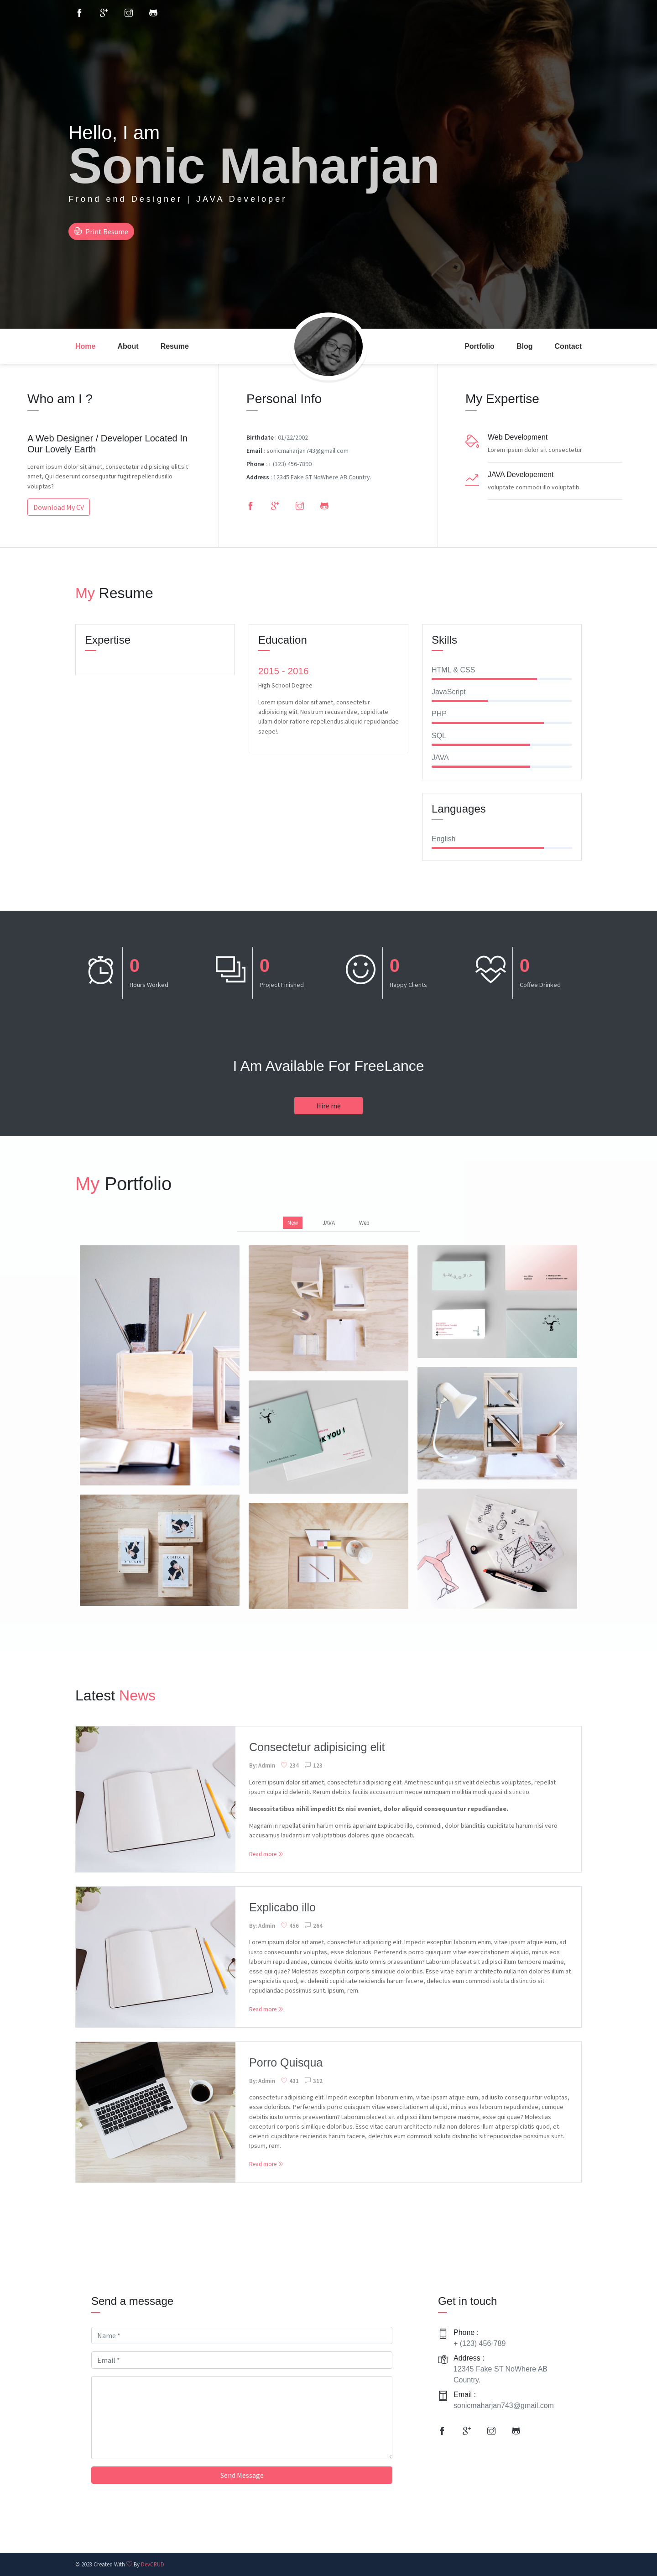 Hello, I am
Sonic Maharjan
Frond end Designer | JAVA Developer
Print Resume
Home About Resume Portfolio Blog Contact
Who am I ?
A Web Designer / Developer Located In
Our Lovely Earth
Lorem ipsum dolor sit amet, consectetur adipisicing elit.sit
amet, Qui deserunt consequatur fugit repellendusillo
voluptas?
Download My CV
Personal Info
Birthdate : 01/22/2002
Email : sonicmaharjan743@gmail.com
Phone : + (123) 456-7890
Address : 12345 Fake ST NoWhere AB Country.
My Expertise
Web Development
Lorem ipsum dolor sit consectetur
JAVA Developement
voluptate commodi illo voluptatib.
My Resume
Expertise
Education
2015 - 2016
High School Degree
Lorem ipsum dolor sit amet, consectetur
adipisicing elit. Nostrum recusandae, cupiditate
ullam dolor ratione repellendus.aliquid repudiandae
saepe!.
Skills
HTML & CSS
JavaScript
PHP
SQL
JAVA
Languages
English
0
Hours Worked
0
Project Finished
0
Happy Clients
0
Coffee Drinked
I Am Available For FreeLance
Hire me
My Portfolio
New JAVA Web
Latest News
Consectetur adipisicing elit
By: Admin 234 123
Lorem ipsum dolor sit amet, consectetur adipisicing elit. Amet nesciunt qui sit velit delectus voluptates, repellat
ipsum culpa id deleniti. Rerum debitis facilis accusantium neque numquam mollitia modi quasi distinctio.
Necessitatibus nihil impedit! Ex nisi eveniet, dolor aliquid consequuntur repudiandae.
Magnam in repellat enim harum omnis aperiam! Explicabo illo, commodi, dolor blanditiis cupiditate harum nisi vero
accusamus laudantium voluptatibus dolores quae obcaecati.
Read more
Explicabo illo
By: Admin 456 264
Lorem ipsum dolor sit amet, consectetur adipisicing elit. Impedit excepturi laborum enim, vitae ipsam atque eum, ad
iusto consequuntur voluptas, esse doloribus. Perferendis porro quisquam vitae exercitationem aliquid, minus eos
laborum repudiandae, cumque debitis iusto omnis praesentium? Laborum placeat sit adipisci illum tempore maxime,
esse qui quae? Molestias excepturi corporis similique doloribus. Esse vitae earum architecto nulla non dolores illum at
perspiciatis quod, et deleniti cupiditate reiciendis harum facere, delectus eum commodi soluta distinctio sit
repudiandae possimus sunt. Ipsum, rem.
Read more
Porro Quisqua
By: Admin 431 312
consectetur adipisicing elit. Impedit excepturi laborum enim, vitae ipsam atque eum, ad iusto consequuntur voluptas,
esse doloribus. Perferendis porro quisquam vitae exercitationem aliquid, minus eos laborum repudiandae, cumque
debitis iusto omnis praesentium? Laborum placeat sit adipisci illum tempore maxime, esse qui quae? Molestias
excepturi corporis similique doloribus. Esse vitae earum architecto nulla non dolores illum at perspiciatis quod, et
deleniti cupiditate reiciendis harum facere, delectus eum commodi soluta distinctio sit repudiandae possimus sunt.
Ipsum, rem.
Read more
Send a message
Name *
Email *
Send Message
Get in touch
Phone :
+ (123) 456-789
Address :
12345 Fake ST NoWhere AB
Country.
Email :
sonicmaharjan743@gmail.com
© 2023 Created With By DevCRUD